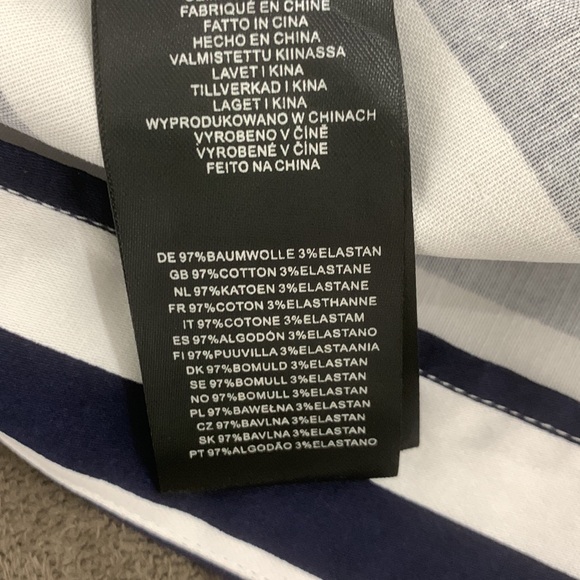 FABRIQUÉ EN CHINE
FATTO IN CINA
HECHO EN CHINA
VALMISTETTU KIINASSA
LAVET I KINA
TILLVERKAD I KINA
LAGET I KINA
WYPRODUKOWANO W CHINACH
VYROBENO V ČÍNĚ
VYROBENÉ V ČÍNE
FEITO NA CHINA
DE 97%BAUMWOLLE 3%ELASTAN
GB 97%COTTON 3%ELASTANE
NL 97%KATOEN 3%ELASTANE
FR 97%COTON 3%ELASTHANNE
IT 97%COTONE 3%ELASTAM
ES 97%ALGODÓN 3%ELASTANO
FI 97%PUUVILLA 3%ELASTAANIA
DK 97%BOMULD 3%ELASTAN
SE 97%BOMULL 3%ELASTAN
NO 97%BOMULL 3%ELASTAN
PL 97%BAWEŁNA 3%ELASTAN
CZ 97%BAVLNA 3%ELASTAN
SK 97%BAVLNA 3%ELASTAN
PT 97%ALGODÃO 3%ELASTANO